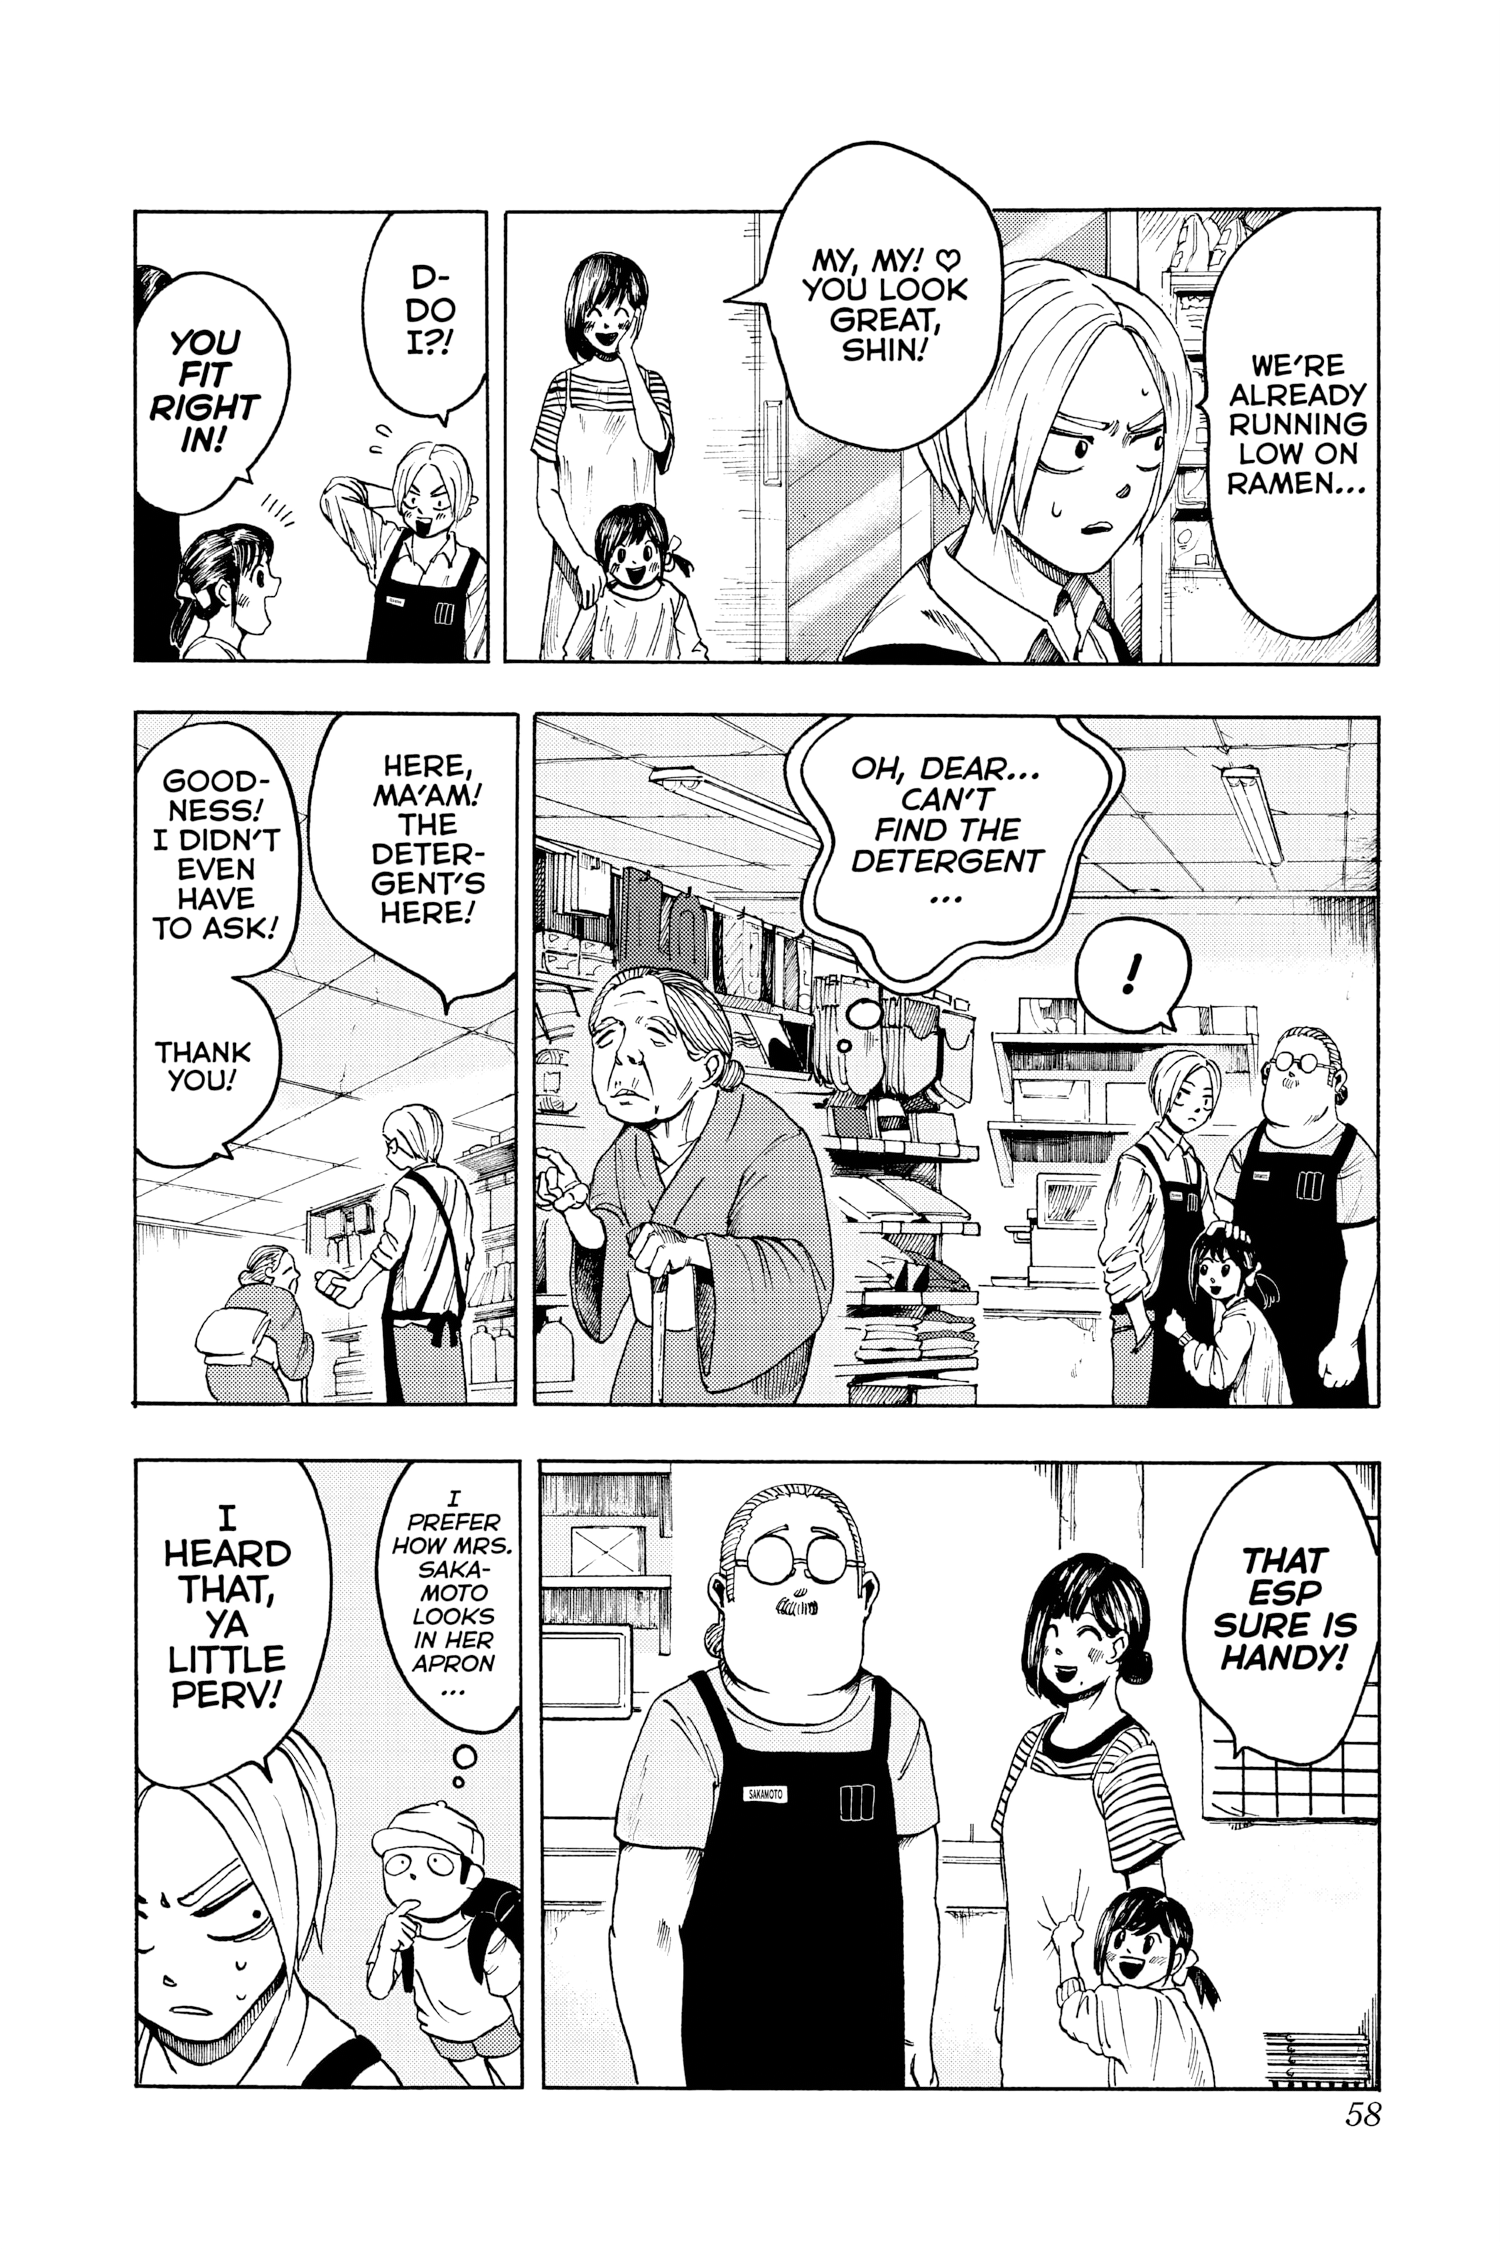 WE'RE
ALREADY
RUNNING
LOW ON
RAMEN...
MY, MY! ♡
YOU LOOK
GREAT,
SHIN!
D-
DO
I?!
YOU
FIT
RIGHT
IN!
OH, DEAR...
CAN'T
FIND THE
DETERGENT
...
!
HERE,
MA'AM!
THE
DETER-
GENT'S
HERE!
GOOD-
NESS!
I DIDN'T
EVEN
HAVE
TO ASK!
THANK
YOU!
THAT
ESP
SURE IS
HANDY!
SAKAMOTO
I
PREFER
HOW MRS.
SAKA-
MOTO
LOOKS
IN HER
APRON
...
I
HEARD
THAT,
YA
LITTLE
PERV!
58